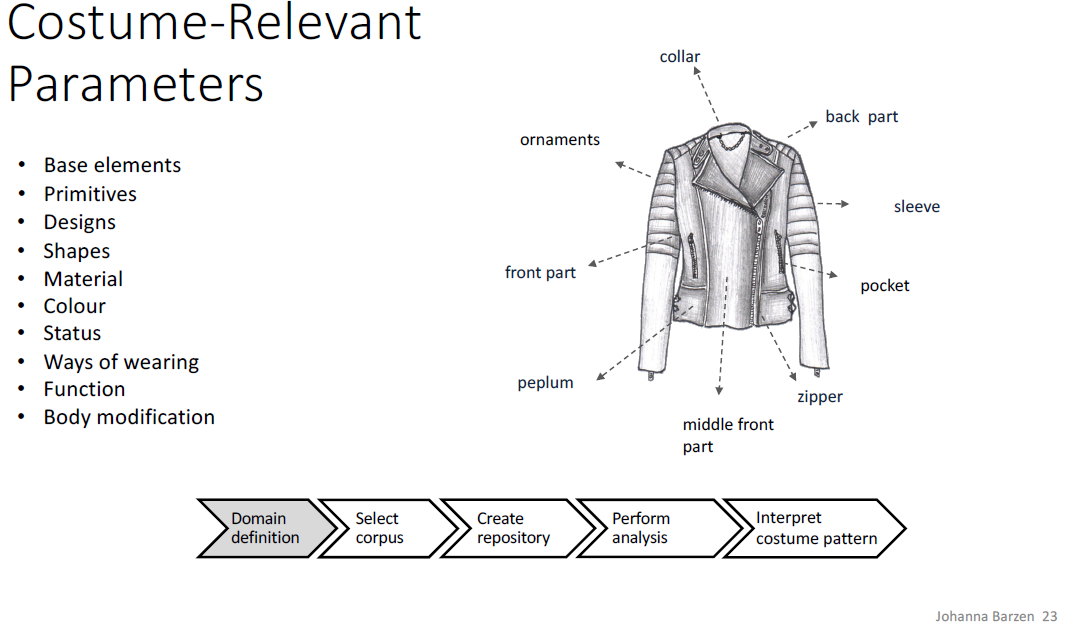 Costume-Relevant
Parameters
• Base elements
• Primitives
• Designs
• Shapes
• Material
• Colour
• Status
• Ways of wearing
• Function
• Body modification
collar
back part
ornaments
sleeve
front part
pocket
peplum
zipper
middle front
part
Domain
definition
Select
corpus
Create
repository
Perform
analysis
Interpret
costume pattern
Johanna Barzen 23